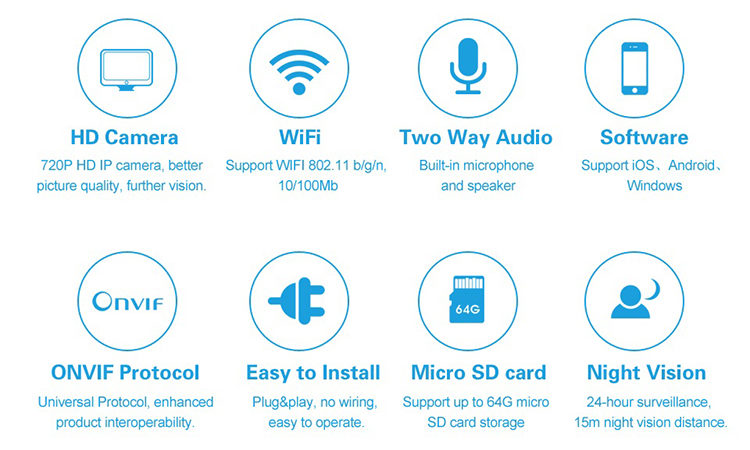 HD Camera
720P HD IP camera, better
picture quality, further vision.
WiFi
Support WIFI 802.11 b/g/n,
10/100Mb
Two Way Audio
Built-in microphone
and speaker
Software
Support iOS、Android、
Windows
ONVIF
ONVIF Protocol
Universal Protocol, enhanced
product interoperability.
Easy to Install
Plug&play, no wiring,
easy to operate.
64G
Micro SD card
Support up to 64G micro
SD card storage
Night Vision
24-hour surveillance,
15m night vision distance.